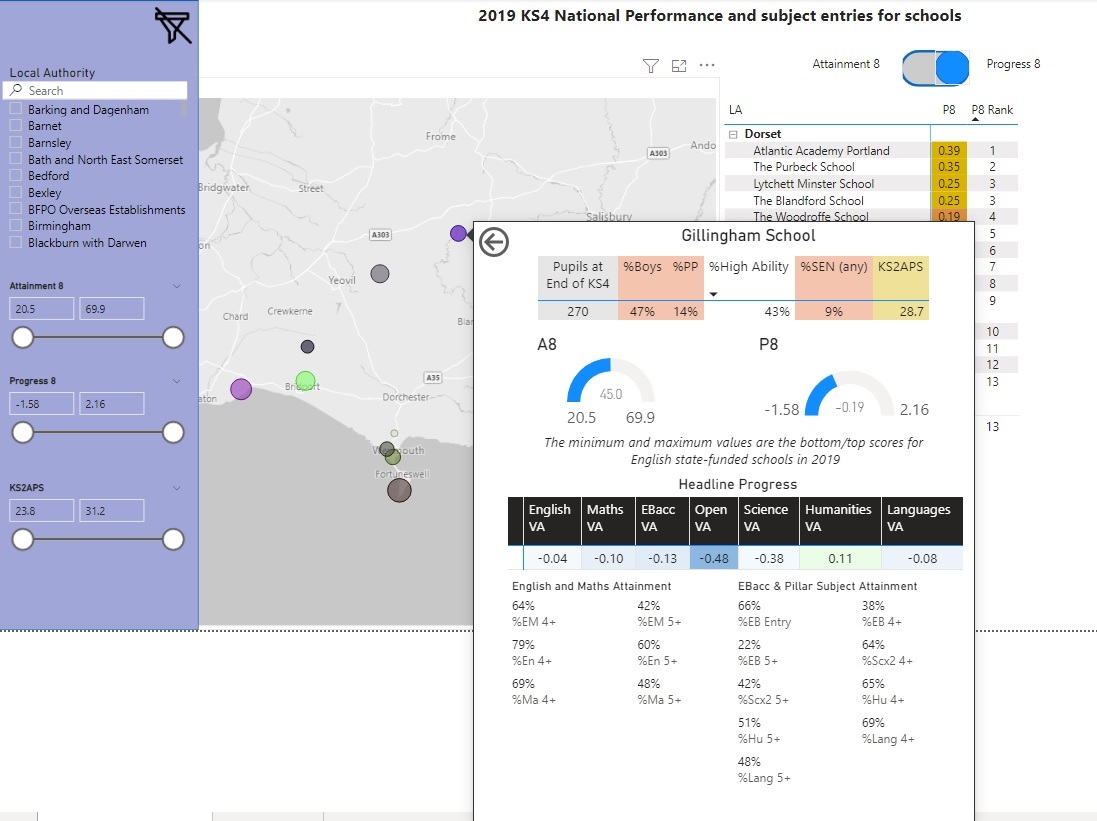 2019 KS4 National Performance and subject entries for schools
Local Authority
Search
Barking and Dagenham
Barnet
Barnsley
Bath and North East Somerset
Bedford
Bexley
BFPO Overseas Establishments
Birmingham
Blackburn with Darwen
Attainment 8
20.5 69.9
Progress 8
-1.58 2.16
KS2APS
23.8 31.2
Frome
A303
Bridgwater
Street
Salisbury
A303
Yeovil
Chard
Crewkerne
Bridport
A35
Dorchester
Fortuneswell
Attainment 8 Progress 8
LA P8 P8 Rank
Dorset
Atlantic Academy Portland 0.39 1
The Purbeck School 0.35 2
Lytchett Minster School 0.25 3
The Blandford School 0.25 3
The Woodroffe School 0.19 4
5
6
7
8
9
10
11
12
13
13
Gillingham School
Pupils at End of KS4 %Boys %PP %High Ability %SEN (any) KS2APS
270 47% 14% 43% 9% 28.7
A8 P8
45.0
20.5 69.9
-0.19
-1.58 2.16
The minimum and maximum values are the bottom/top scores for
English state-funded schools in 2019
Headline Progress
English VA Maths VA EBacc VA Open VA Science VA Humanities VA Languages VA
-0.04 -0.10 -0.13 -0.48 -0.38 0.11 -0.08
English and Maths Attainment
64% 42%
%EM 4+ %EM 5+
79% 60%
%En 4+ %En 5+
69% 48%
%Ma 4+ %Ma 5+
EBacc & Pillar Subject Attainment
66% 38%
%EB Entry %EB 4+
22% 64%
%EB 5+ %Scx2 4+
42% 65%
%Scx2 5+ %Hu 4+
51% 69%
%Hu 5+ %Lang 4+
48%
%Lang 5+